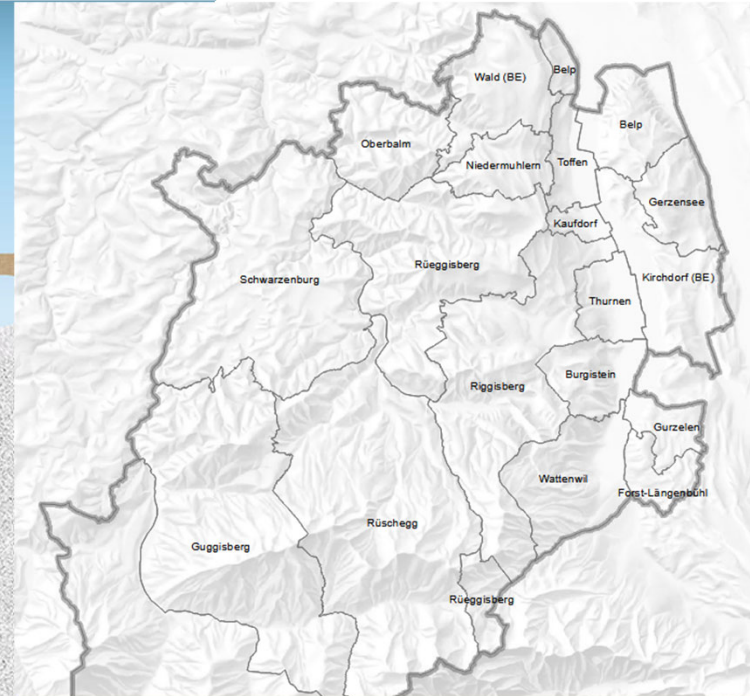 Belp
Wald (BE)
Belp
Oberbalm
Niedermuhlern
Toffen
Gerzensee
Kaufdorf
Rüeggisberg
Schwarzenburg
Kirchdorf (BE)
Thurnen
Burgistein
Riggisberg
Gurzelen
Wattenwil
Forst-Längenbühl
Rüschegg
Guggisberg
Rüeggisberg